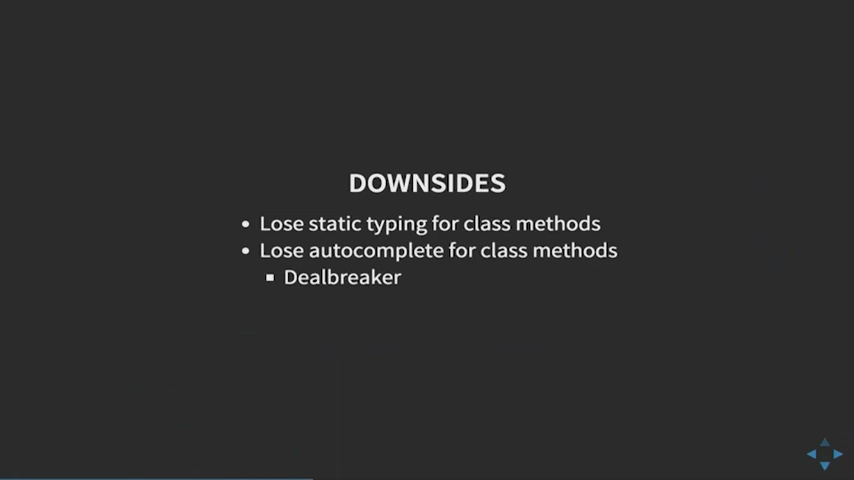 DOWNSIDES
• Lose static typing for class methods
• Lose autocomplete for class methods
▪ Dealbreaker